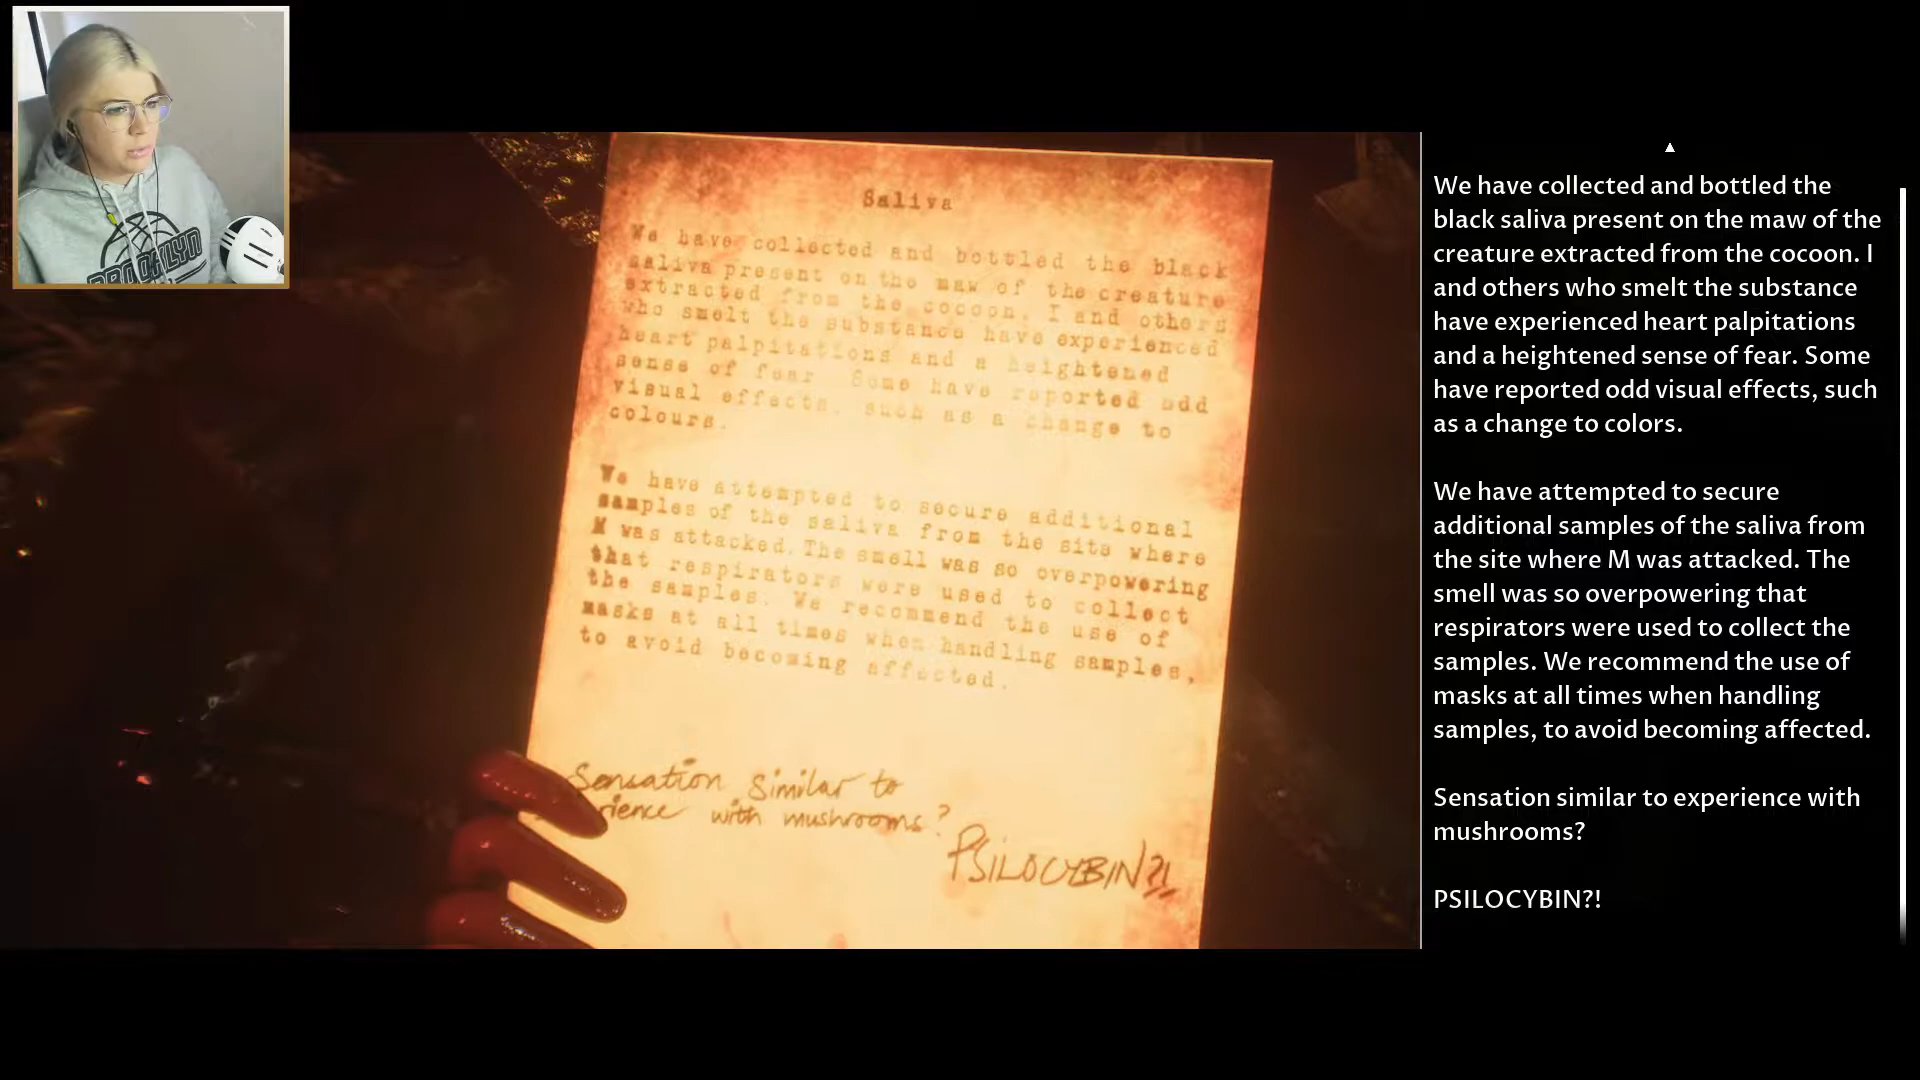 BROOKLYN
Saliva
We have collected and bottled the black
saliva present on the maw of the creature
extracted from the cocoon. I and others
who smelt the substance have experienced
heart palpitations and a heightened
sense of fear. Some have reported odd
visual effects, such as a change to
colours.
We have attempted to secure additional
samples of the saliva from the site where
M was attacked. The smell was so overpowering
that respirators were used to collect
the samples. We recommend the use of
masks at all times when handling samples,
to avoid becoming affected.
Sensation similar to
rience with mushrooms?
PSILOCYBIN?!
We have collected and bottled the
black saliva present on the maw of the
creature extracted from the cocoon. I
and others who smelt the substance
have experienced heart palpitations
and a heightened sense of fear. Some
have reported odd visual effects, such
as a change to colors.
We have attempted to secure
additional samples of the saliva from
the site where M was attacked. The
smell was so overpowering that
respirators were used to collect the
samples. We recommend the use of
masks at all times when handling
samples, to avoid becoming affected.
Sensation similar to experience with
mushrooms?
PSILOCYBIN?!